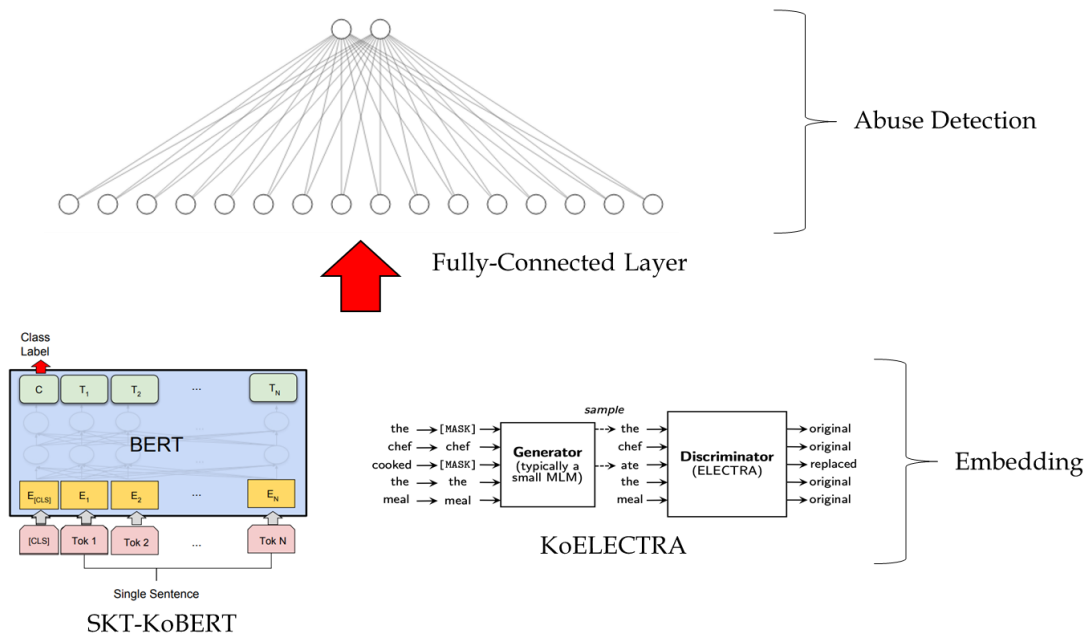 Abuse Detection
Fully-Connected Layer
Class
Label
C T1 T2 ... TN
BERT
E[CLS] E1 E2 ... EN
[CLS] Tok 1 Tok 2 ... Tok N
Single Sentence
SKT-KoBERT
sample
the [MASK] the original
chef chef chef original
cooked [MASK] ate replaced
the the the original
meal meal meal original
Generator
(typically a
small MLM)
Discriminator
(ELECTRA)
KoELECTRA
Embedding